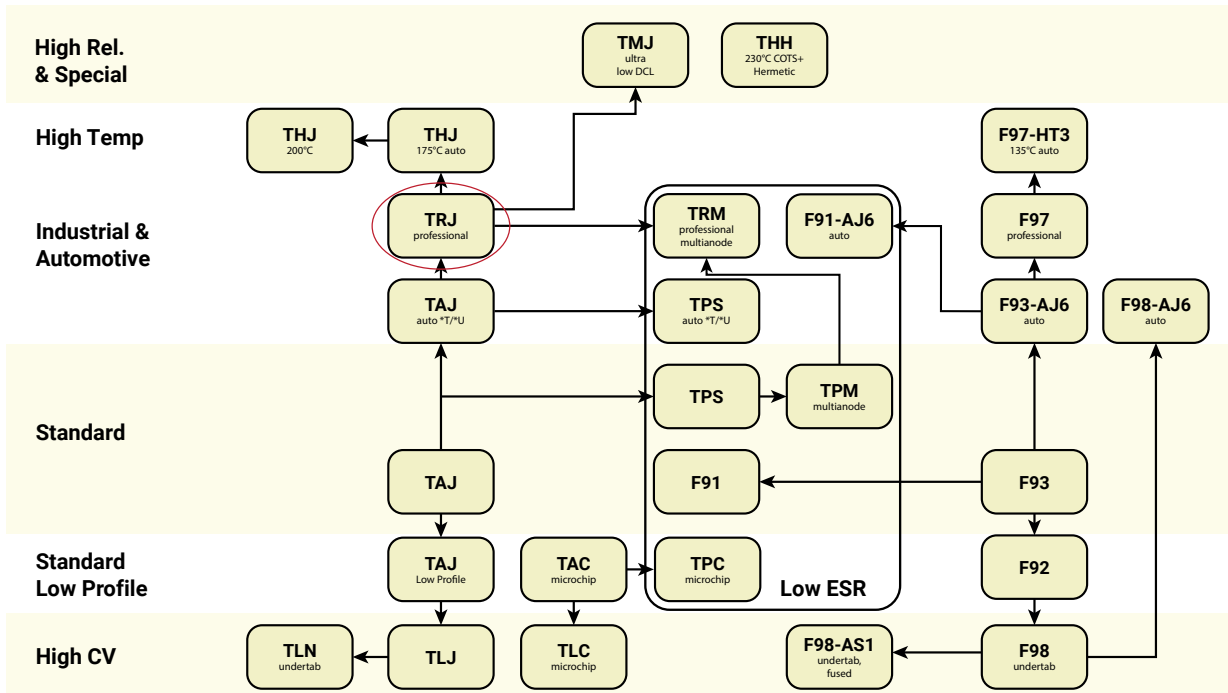 High Rel.
& Special
TMJ
ultra
low DCL
THH
230°C COTS+
Hermetic
High Temp
THJ
200°C
THJ
175°C auto
F97-HT3
135°C auto
Industrial &
Automotive
TRJ
professional
TRM
professional
multianode
F91-AJ6
auto
F97
professional
TAJ
auto *T/*U
TPS
auto *T/*U
F93-AJ6
auto
F98-AJ6
auto
Standard
TPS
TPM
multianode
TAJ
F91
F93
Standard
Low Profile
TAJ
Low Profile
TAC
microchip
TPC
microchip
Low ESR
F92
High CV
TLN
undertab
TLJ
TLC
microchip
F98-AS1
undertab,
fused
F98
undertab